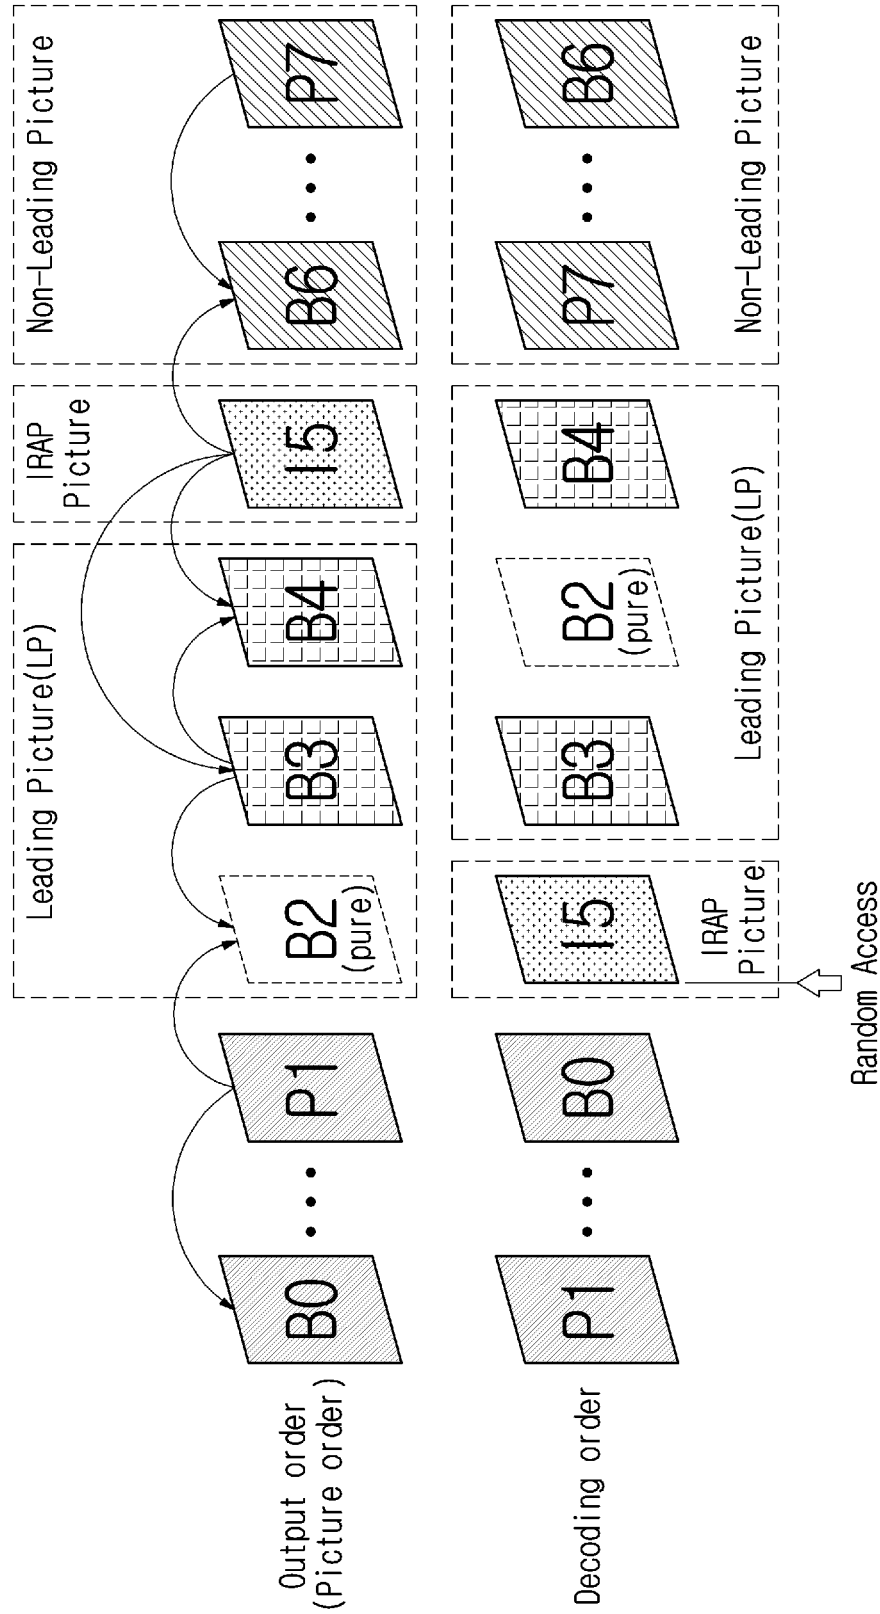 Leading Picture(LP)
IRAP
Picture
Non-Leading Picture
Output order
(Picture order)
B0
• • •
P1
B2
(pure)
B3
B4
I5
B6
• • •
P7
Decoding order
P1
• • •
B0
I5
B3
B2
(pure)
B4
P7
• • •
B6
IRAP
Picture
Leading Picture(LP)
Non-Leading Picture
Random Access